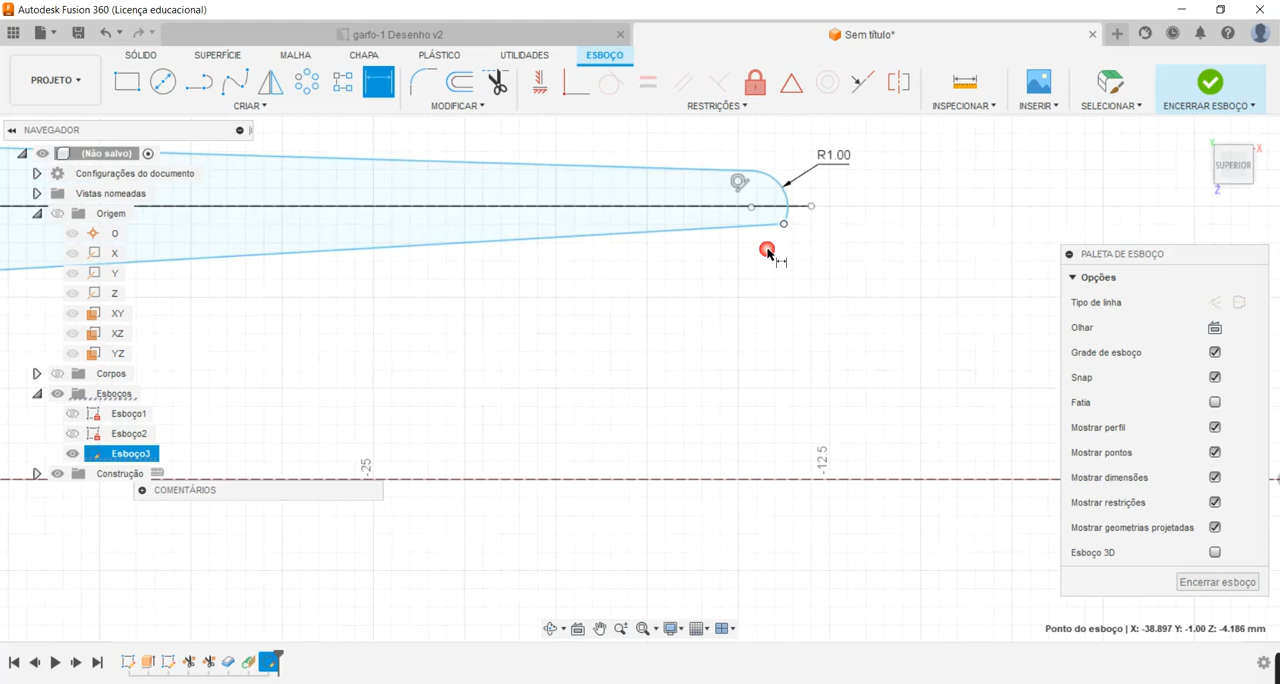 Autodesk Fusion 360 (Licença educacional)
garfo-1 Desenho v2
Sem título*
SÓLIDO SUPERFÍCIE MALHA CHAPA PLÁSTICO UTILIDADES ESBOÇO
PROJETO
CRIAR MODIFICAR RESTRIÇÕES INSPECIONAR INSERIR SELECIONAR ENCERRAR ESBOÇO
NAVEGADOR
(Não salvo)
Configurações do documento
Vistas nomeadas
Origem
O
X
Y
Z
XY
XZ
YZ
Corpos
Esboços
Esboço1
Esboço2
Esboço3
Construção
COMENTÁRIOS
R1.00
-25
-12.5
SUPERIOR
X
Y
Z
PALETA DE ESBOÇO
Opções
Tipo de linha
Olhar
Grade de esboço
Snap
Fatia
Mostrar perfil
Mostrar pontos
Mostrar dimensões
Mostrar restrições
Mostrar geometrias projetadas
Esboço 3D
Encerrar esboço
Ponto do esboço | X: -38.897 Y: -1.00 Z: -4.186 mm